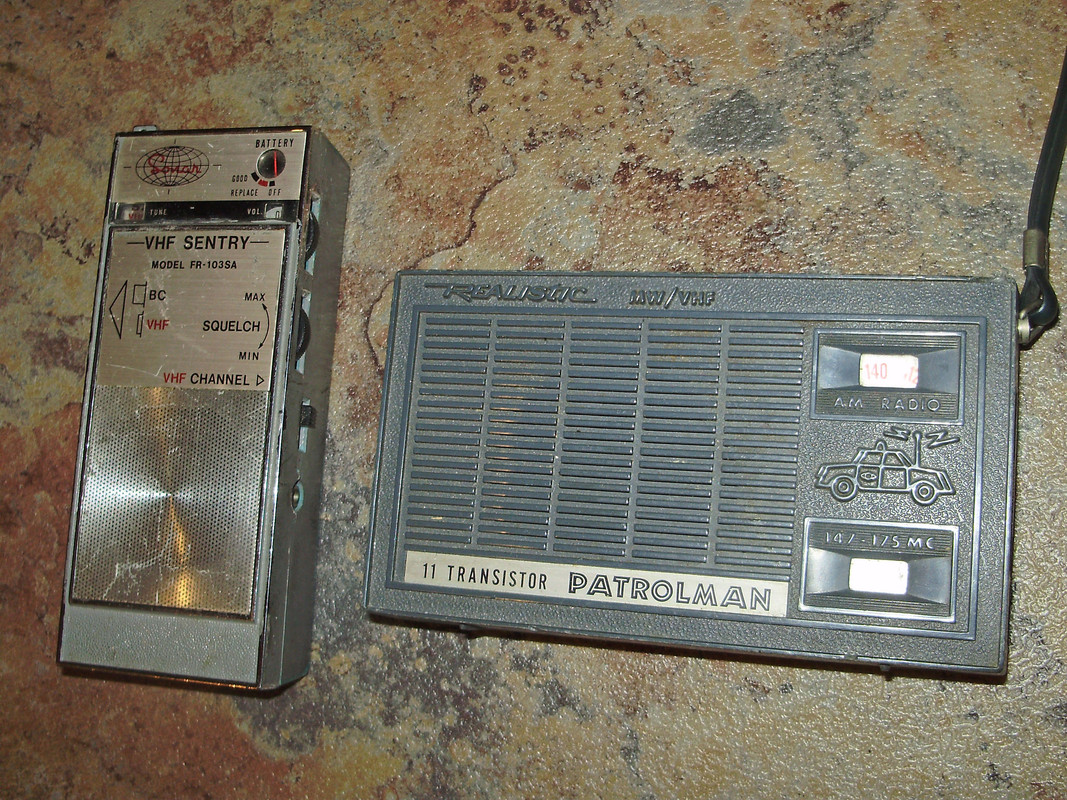 Sonar
BATTERY
GOOD
REPLACE OFF
TUNE VOL.
—VHF SENTRY—
MODEL FR-103SA
BC MAX
VHF SQUELCH
MIN
VHF CHANNEL ▷
REALISTIC MW/VHF
140
AM RADIO
147-175 MC
11 TRANSISTOR PATROLMAN